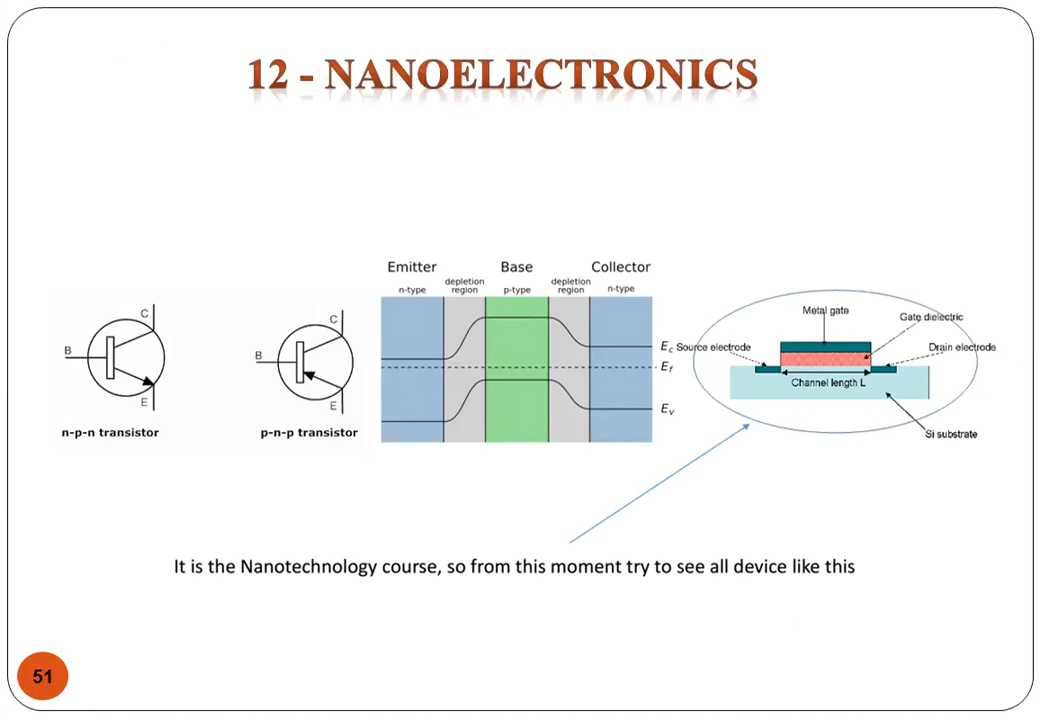 12 - NANOELECTRONICS
C
B
E
n-p-n transistor
C
B
E
p-n-p transistor
Emitter
Base
Collector
n-type
depletion
region
p-type
depletion
region
n-type
Ec
Ef
Ev
Metal gate
Gate dielectric
Source electrode
Drain electrode
Channel length L
Si substrate
It is the Nanotechnology course, so from this moment try to see all device like this
51